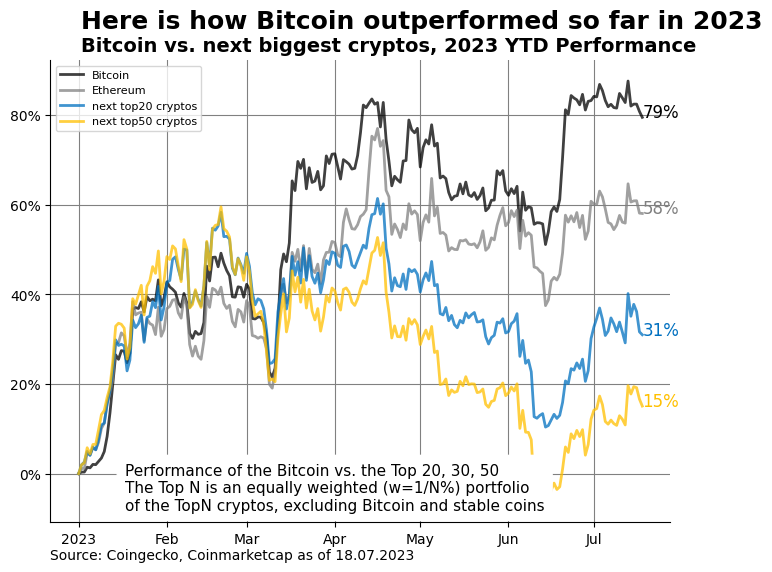 Here is how Bitcoin outperformed so far in 2023
Bitcoin vs. next biggest cryptos, 2023 YTD Performance
Bitcoin
Ethereum
next top20 cryptos
next top50 cryptos
80%
60%
40%
20%
0%
79%
58%
31%
15%
Performance of the Bitcoin vs. the Top 20, 30, 50
The Top N is an equally weighted (w=1/N%) portfolio
of the TopN cryptos, excluding Bitcoin and stable coins
2023 Feb Mar Apr May Jun Jul
Source: Coingecko, Coinmarketcap as of 18.07.2023